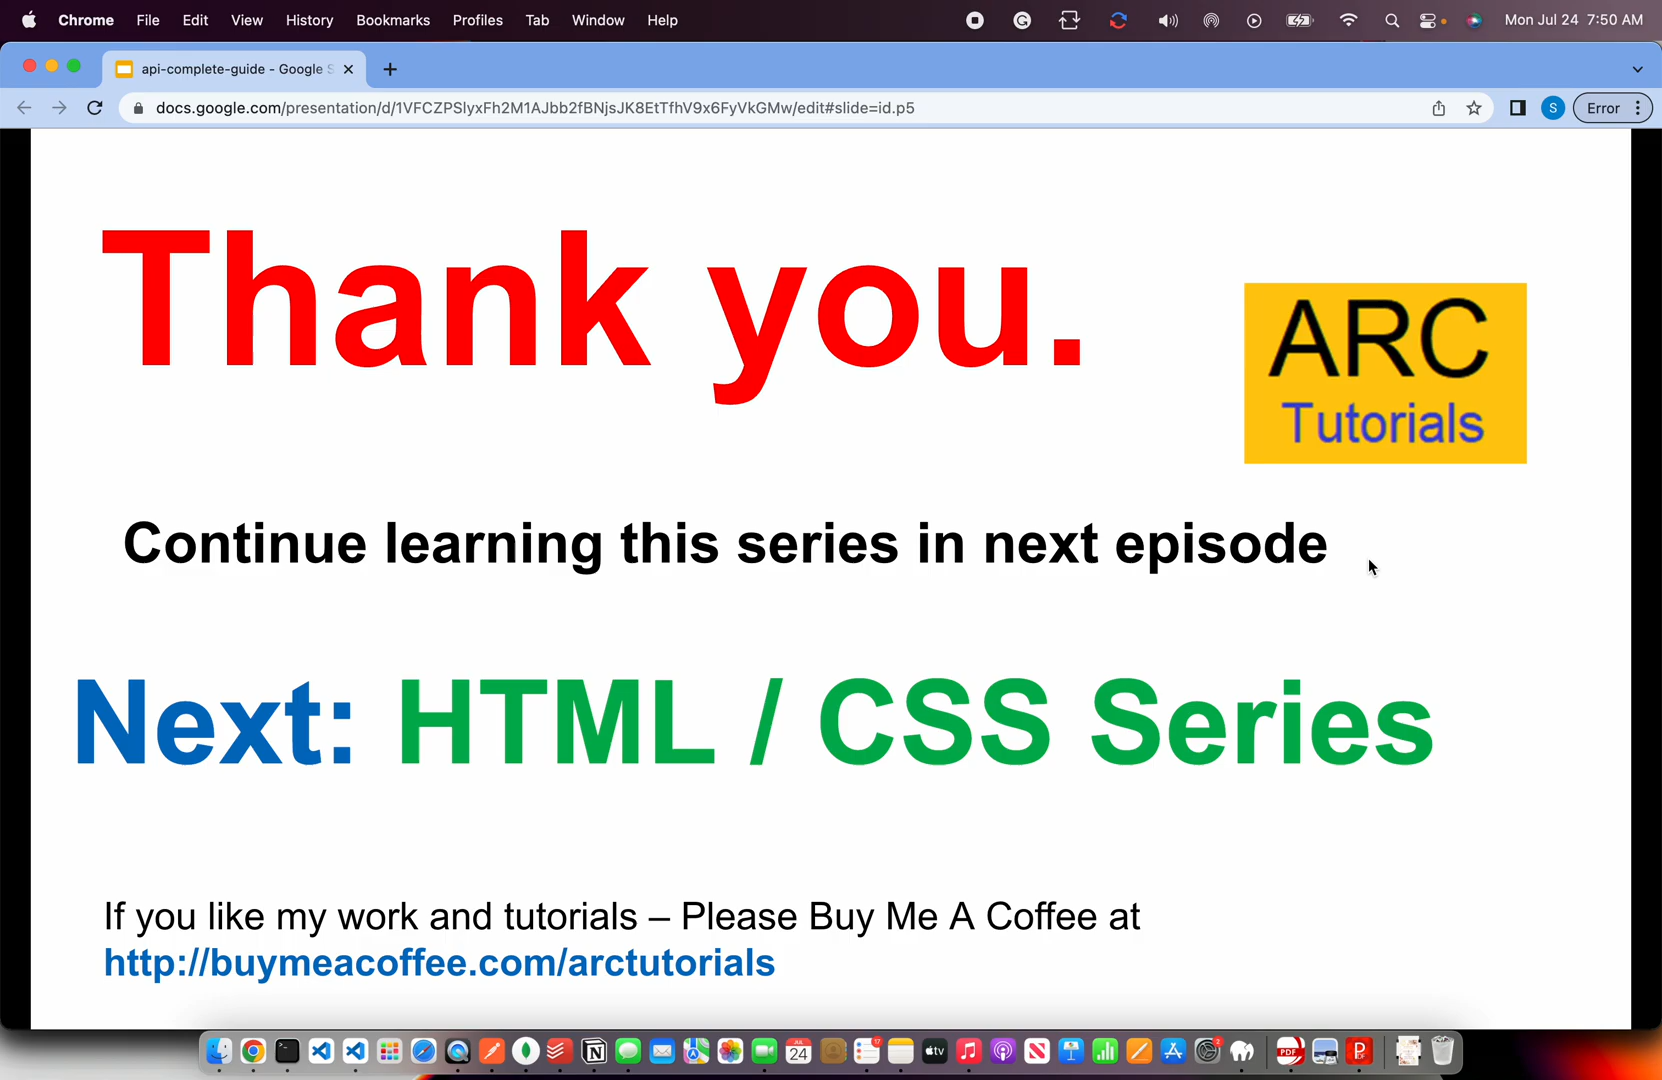 Chrome File Edit View History Bookmarks Profiles Tab Window Help Mon Jul 24 7:50 AM
api-complete-guide - Google S
docs.google.com/presentation/d/1VFCZPSlyxFh2M1AJbb2fBNjsJK8EtTfhV9x6FyVkGMw/edit#slide=id.p5 S Error
Thank you.
ARC
Tutorials
Continue learning this series in next episode
Next: HTML / CSS Series
If you like my work and tutorials – Please Buy Me A Coffee at
http://buymeacoffee.com/arctutorials